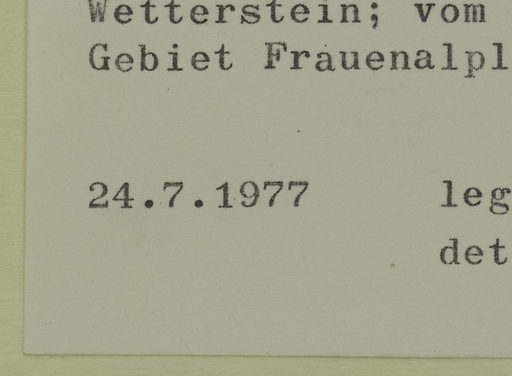 Wetterstein; vom
Gebiet Frauenalpl
24.7.1977 leg
det